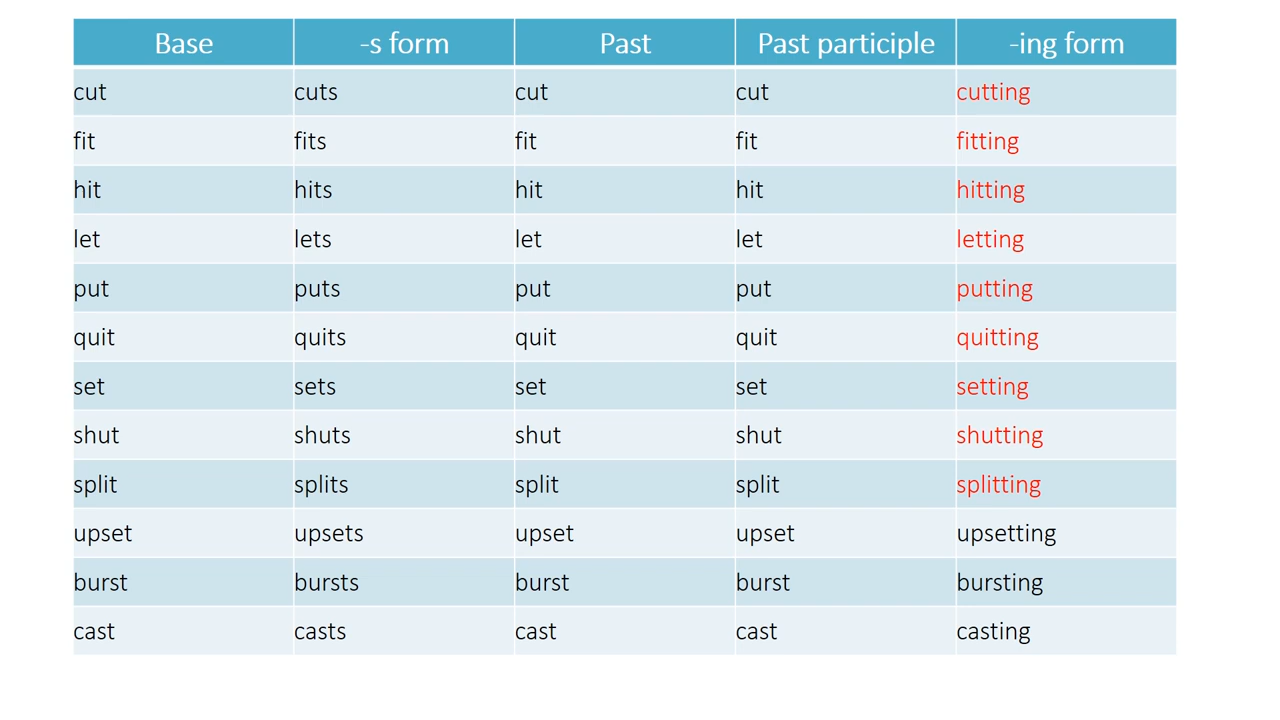 Base -s form Past Past participle -ing form
cut cuts cut cut cutting
fit fits fit fit fitting
hit hits hit hit hitting
let lets let let letting
put puts put put putting
quit quits quit quit quitting
set sets set set setting
shut shuts shut shut shutting
split splits split split splitting
upset upsets upset upset upsetting
burst bursts burst burst bursting
cast casts cast cast casting